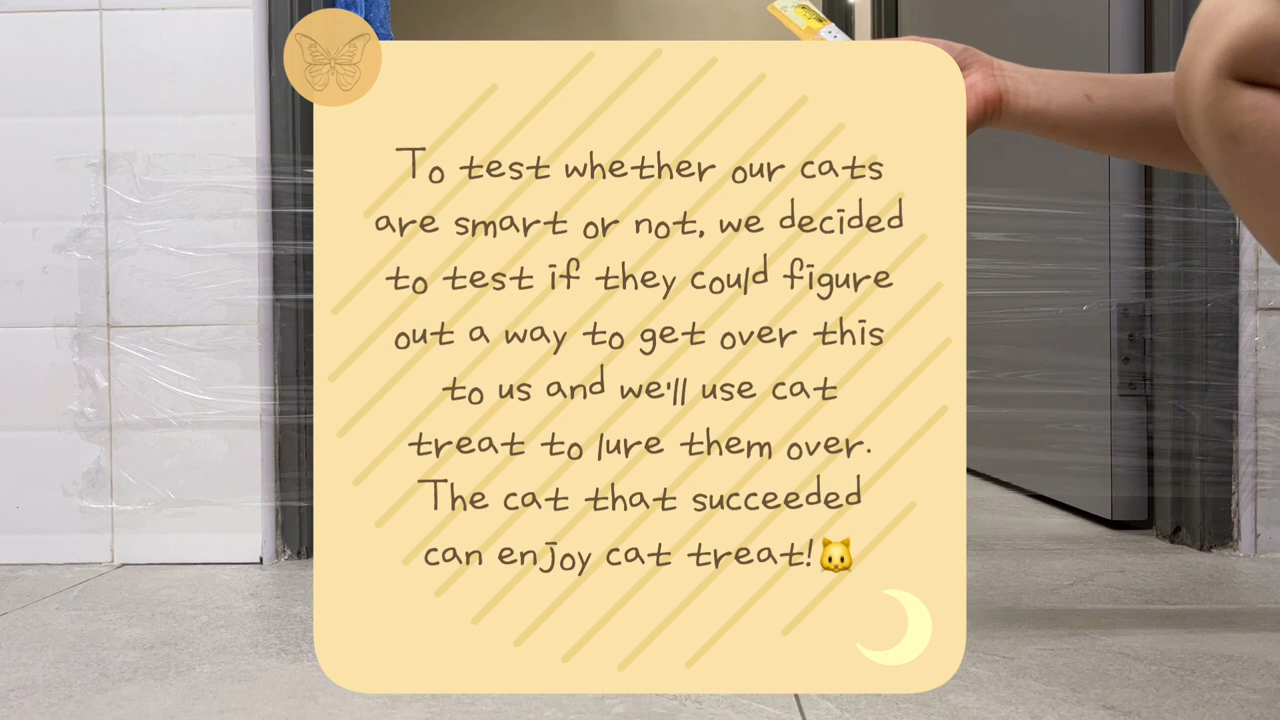 To test whether our cats
are smart or not, we decided
to test if they could figure
out a way to get over this
to us and we'll use cat
treat to lure them over.
The cat that succeeded
can enjoy cat treat!🐱